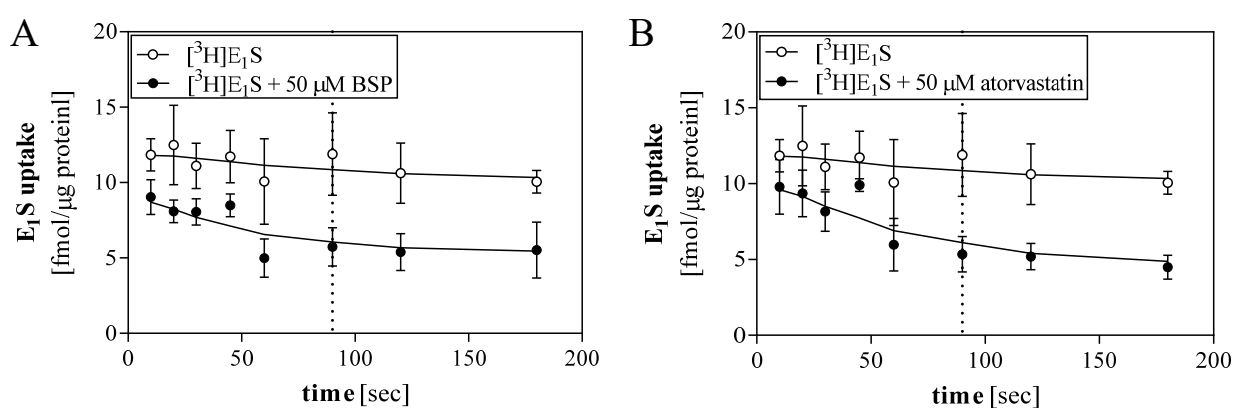 A
20
15
10
5
0
E₁S uptake
[fmol/μg proteinl]
[³H]E₁S
[³H]E₁S + 50 μM BSP
0 50 100 150 200
time [sec]
B
20
15
10
5
0
E₁S uptake
[fmol/μg proteinl]
[³H]E₁S
[³H]E₁S + 50 μM atorvastatin
0 50 100 150 200
time [sec]